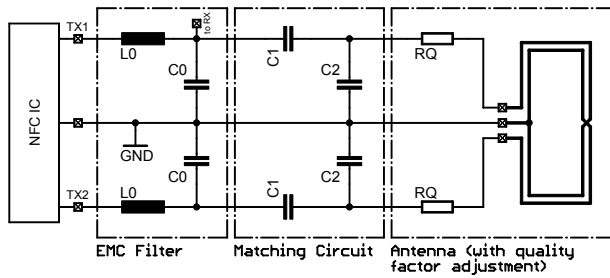 TX1
L0
C0
to RX
C1
C2
RQ
NFC IC
GND
C0
C1
C2
TX2
L0
RQ
EMC Filter
Matching Circuit
Antenna (with quality
factor adjustment)